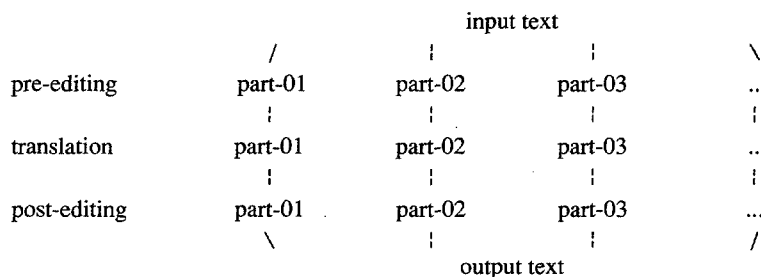 input text
/ ¦ ¦ \
pre-editing part-01 part-02 part-03 ..
¦ ¦ ¦ ¦
translation part-01 part-02 part-03 ..
¦ ¦ ¦ ¦
post-editing part-01 part-02 part-03 ...
\ ¦ ¦ /
output text